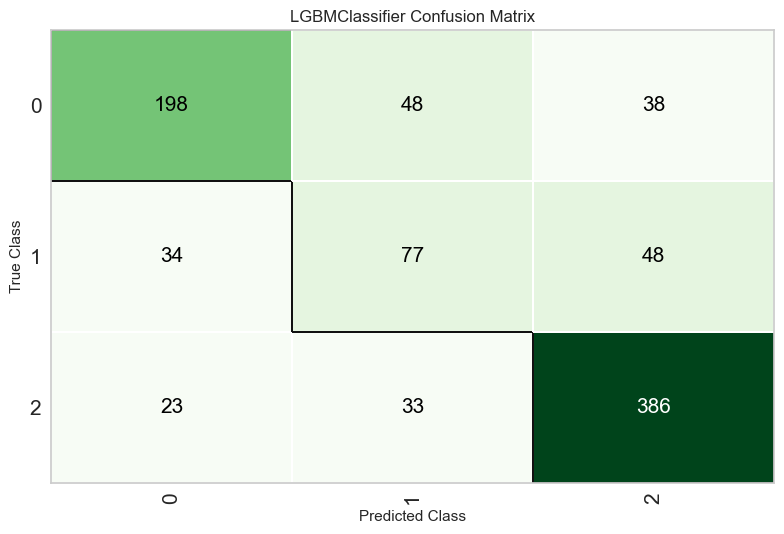 LGBMClassifier Confusion Matrix
0 198 48 38
1 34 77 48
2 23 33 386
0 1 2
True Class
Predicted Class